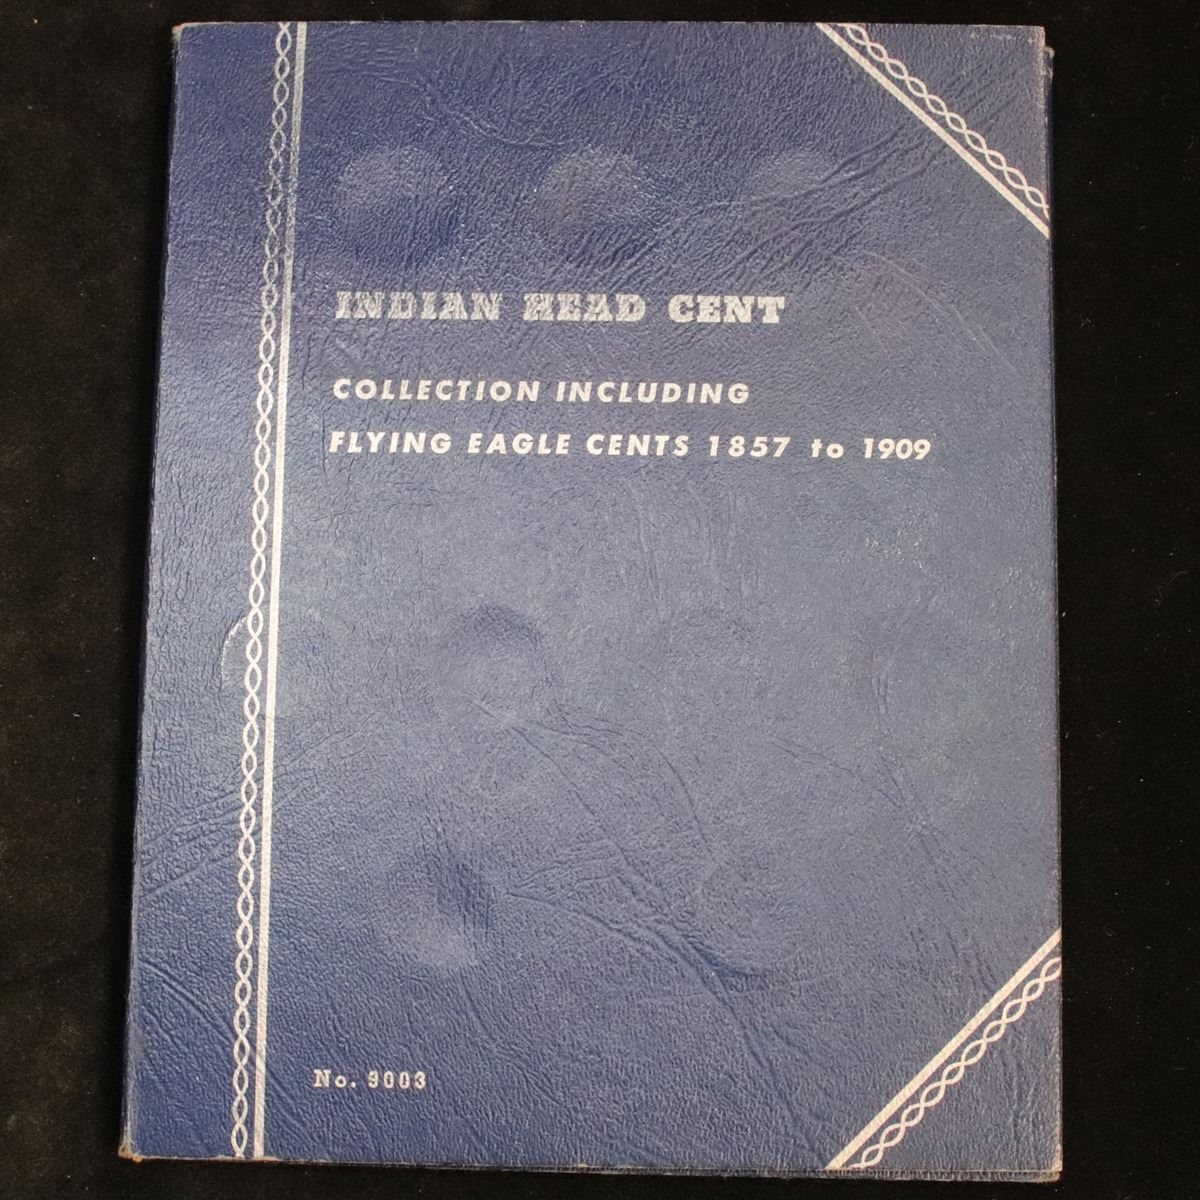 INDIAN HEAD CENT
COLLECTION INCLUDING
FLYING EAGLE CENTS 1857 to 1909
No. 9003